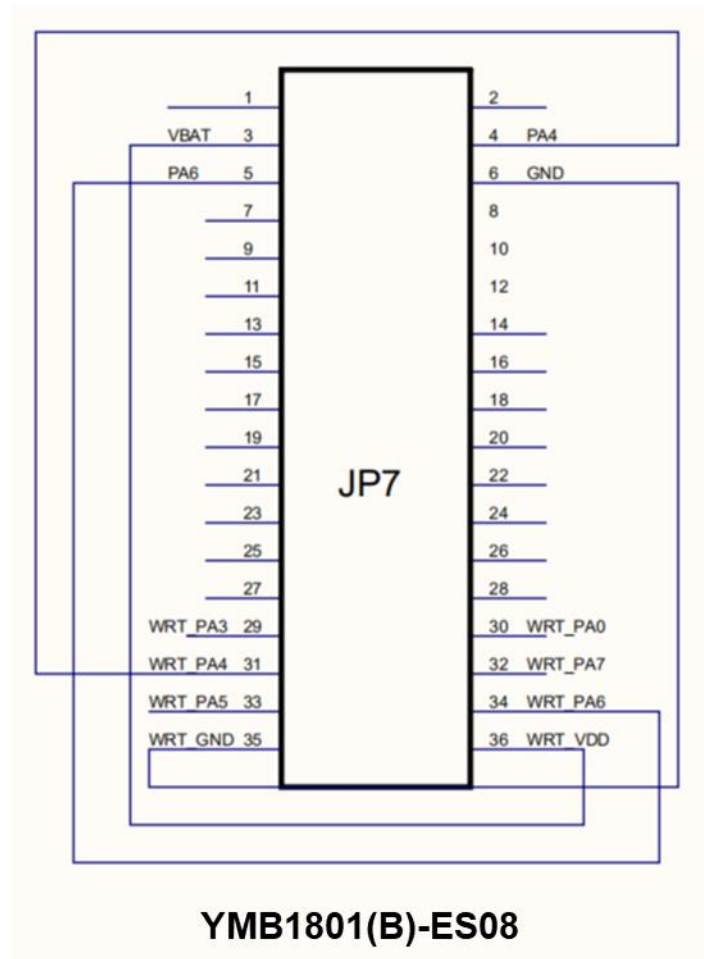 1 2
VBAT 3 4 PA4
PA6 5 6 GND
7 8
9 10
11 12
13 14
15 16
17 18
19 20
21 22
JP7
23 24
25 26
27 28
WRT_PA3 29 30 WRT_PA0
WRT_PA4 31 32 WRT_PA7
WRT_PA5 33 34 WRT_PA6
WRT_GND 35 36 WRT_VDD
YMB1801(B)-ES08